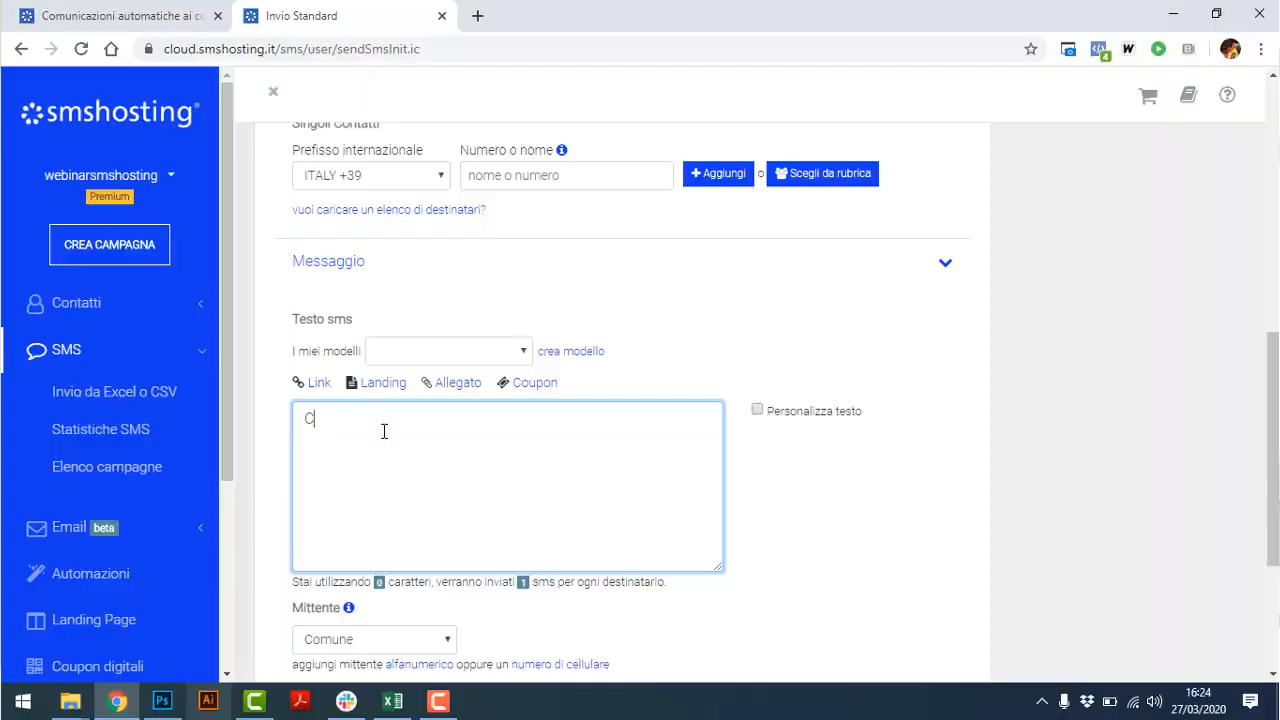 Comunicazioni automatiche ai co
Invio Standard
cloud.smshosting.it/sms/user/sendSmsInit.ic
4
W
smshosting®
webinarsmshosting
Premium
CREA CAMPAGNA
Contatti
SMS
Invio da Excel o CSV
Statistiche SMS
Elenco campagne
Email beta
Automazioni
Landing Page
Coupon digitali
Singoli Contatti
Prefisso internazionale
Numero o nome
ITALY +39
nome o numero
Aggiungi
o
Scegli da rubrica
vuoi caricare un elenco di destinatari?
Messaggio
Testo sms
I miei modelli
crea modello
Link
Landing
Allegato
Coupon
C
Personalizza testo
Stai utilizzando 0 caratteri, verranno inviati 1 sms per ogni destinatario.
Mittente
Comune
aggiungi mittente alfanumerico oppure un numero di cellulare
Ps
Ai
16:24
27/03/2020